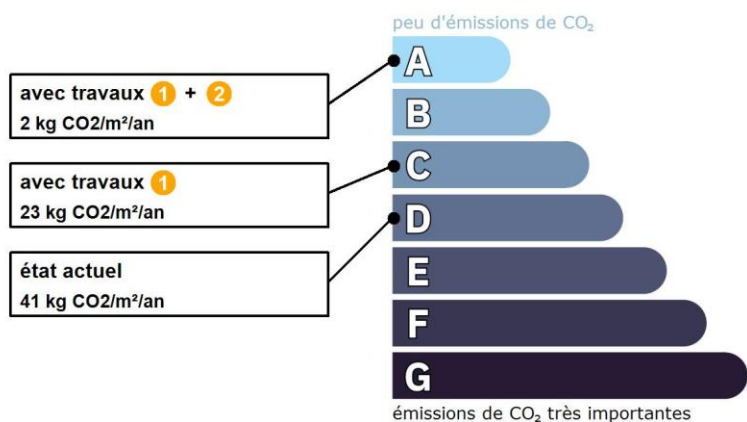 peu d'émissions de CO₂
A
avec travaux 1 + 2
2 kg CO2/m²/an
B
C
avec travaux 1
23 kg CO2/m²/an
D
E
état actuel
41 kg CO2/m²/an
F
G
émissions de CO₂ très importantes